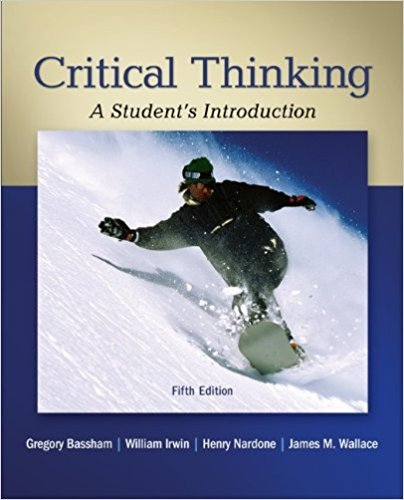 Critical Thinking
A Student's Introduction
Fifth Edition
Gregory Bassham | William Irwin | Henry Nardone | James M. Wallace